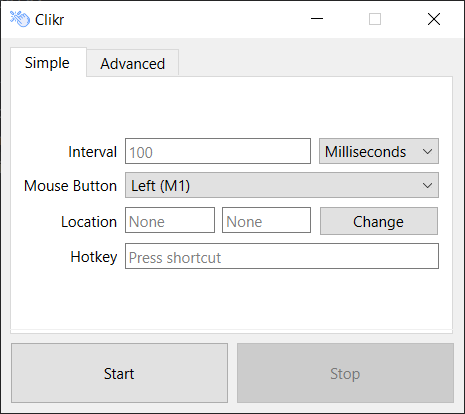 Clikr
Simple Advanced
Interval 100 Milliseconds
Mouse Button Left (M1)
Location None None Change
Hotkey Press shortcut
Start Stop